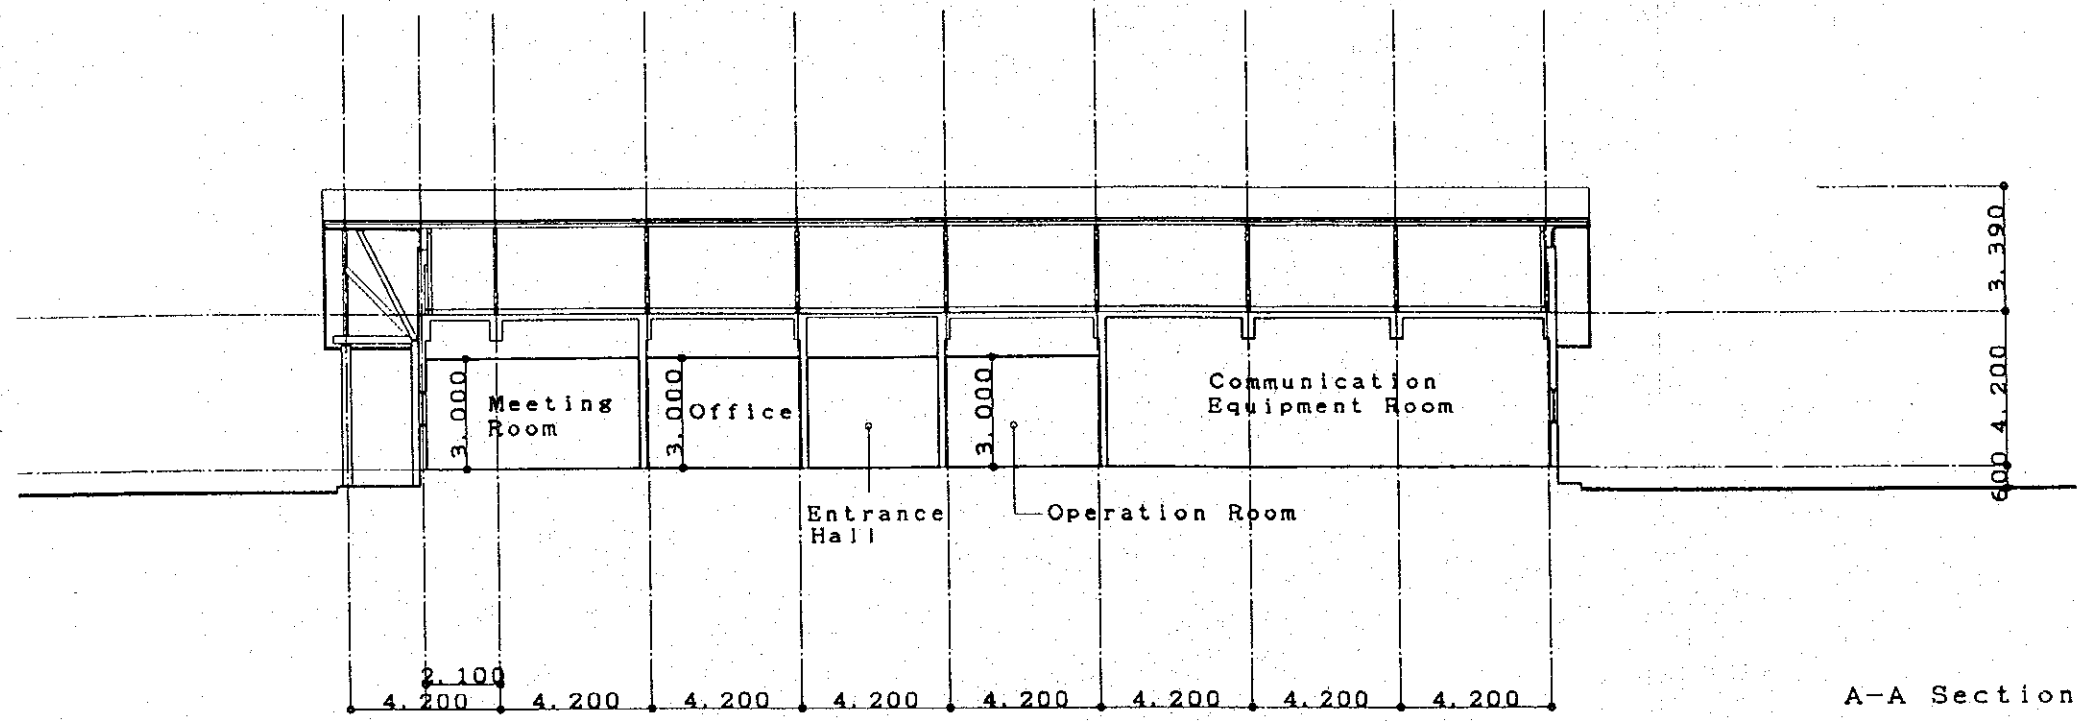 3.390
4.200
600
3.000
Meeting
Room
3.000
Office
3.000
Communication
Equipment Room
Entrance
Hall
Operation Room
2.100
4.200 4.200 4.200 4.200 4.200 4.200 4.200 4.200
A-A Section